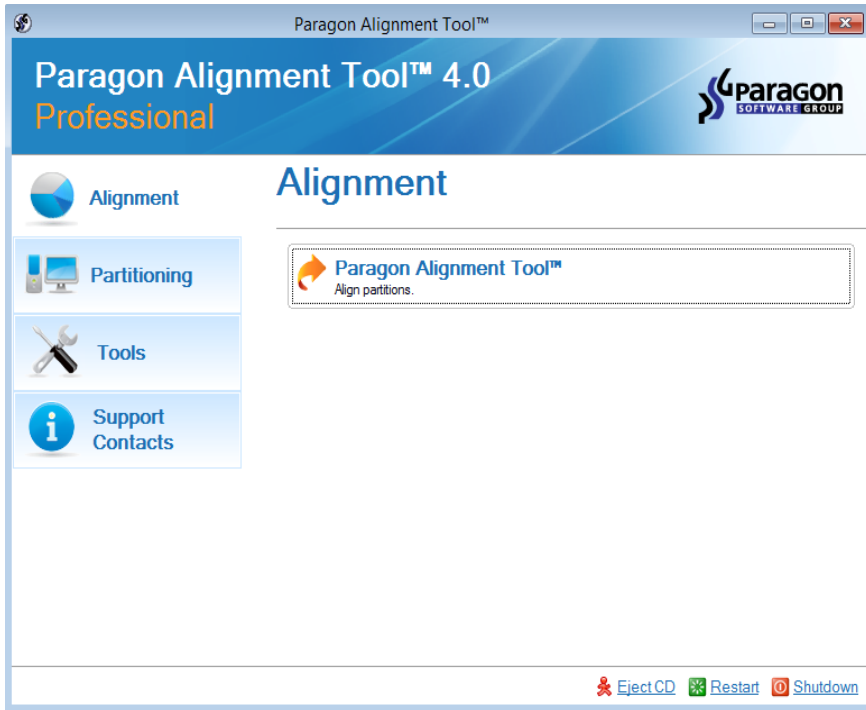 Paragon Alignment Tool™
Paragon Alignment Tool™ 4.0
Professional
Paragon
SOFTWARE GROUP
Alignment
Partitioning
Tools
Support
Contacts
Alignment
Paragon Alignment Tool™
Align partitions.
Eject CD Restart Shutdown